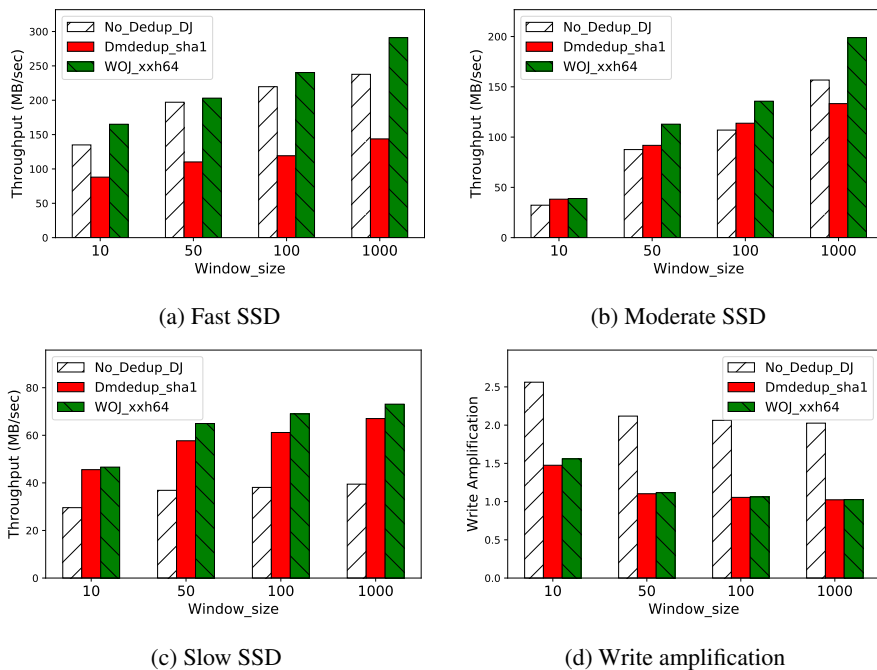 No_Dedup_DJ
Dmdedup_sha1
WOJ_xxh64
Throughput (MB/sec)
300
250
200
150
100
50
0
10 50 100 1000
Window_size
(a) Fast SSD
No_Dedup_DJ
Dmdedup_sha1
WOJ_xxh64
Throughput (MB/sec)
200
150
100
50
0
10 50 100 1000
Window_size
(b) Moderate SSD
No_Dedup_DJ
Dmdedup_sha1
WOJ_xxh64
Throughput (MB/sec)
80
60
40
20
0
10 50 100 1000
Window_size
(c) Slow SSD
No_Dedup_DJ
Dmdedup_sha1
WOJ_xxh64
Write Amplification
2.5
2.0
1.5
1.0
0.5
0.0
10 50 100 1000
Window_size
(d) Write amplification